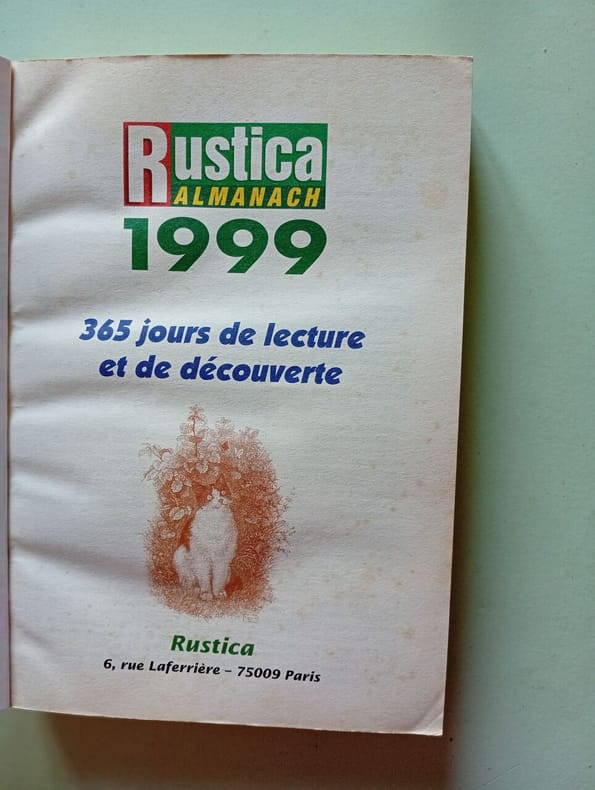 Rustica
ALMANACH
1999
365 jours de lecture
et de découverte
Rustica
6, rue Laferrière – 75009 Paris